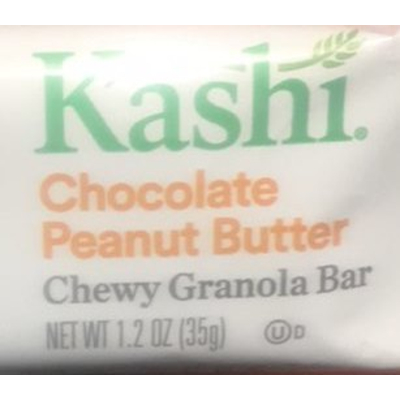 Kashi.
Chocolate
Peanut Butter
Chewy Granola Bar
NET WT 1.2 OZ (35g) Ⓤ D